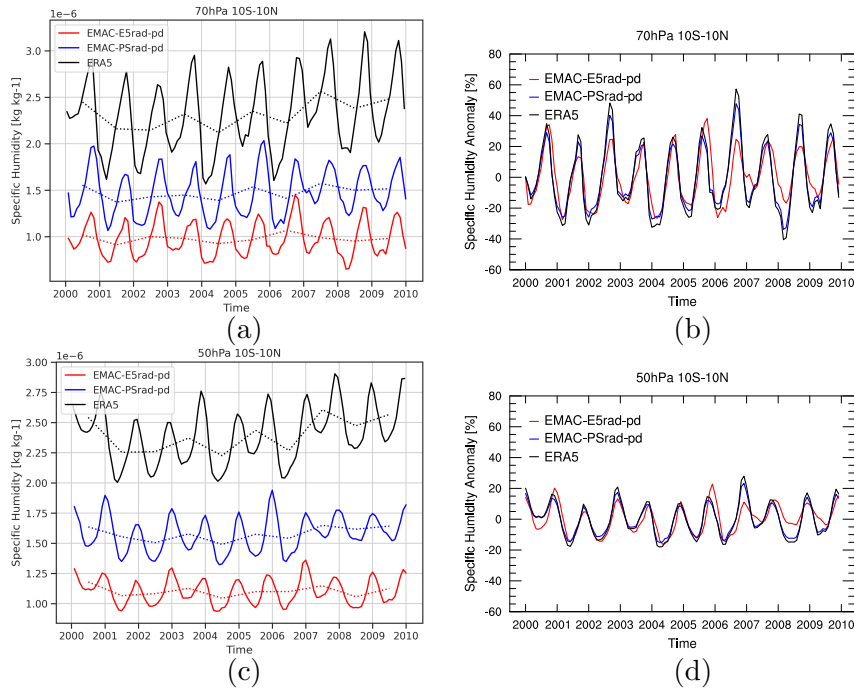 70hPa 10S-10N
1e−6
EMAC-E5rad-pd
EMAC-PSrad-pd
ERA5
Specific Humidity [kg kg-1]
3.0
2.5
2.0
1.5
1.0
2000 2001 2002 2003 2004 2005 2006 2007 2008 2009 2010
Time
(a)
70hPa 10S-10N
EMAC-E5rad-pd
EMAC-PSrad-pd
ERA5
Specific Humidity Anomaly [%]
80
60
40
20
0
-20
-40
-60
2000 2001 2002 2003 2004 2005 2006 2007 2008 2009 2010
Time
(b)
50hPa 10S-10N
1e−6
EMAC-E5rad-pd
EMAC-PSrad-pd
ERA5
Specific Humidity [kg kg-1]
3.00
2.75
2.50
2.25
2.00
1.75
1.50
1.25
1.00
2000 2001 2002 2003 2004 2005 2006 2007 2008 2009 2010
Time
(c)
50hPa 10S-10N
EMAC-E5rad-pd
EMAC-PSrad-pd
ERA5
Specific Humidity Anomaly [%]
80
60
40
20
0
-20
-40
-60
2000 2001 2002 2003 2004 2005 2006 2007 2008 2009 2010
Time
(d)